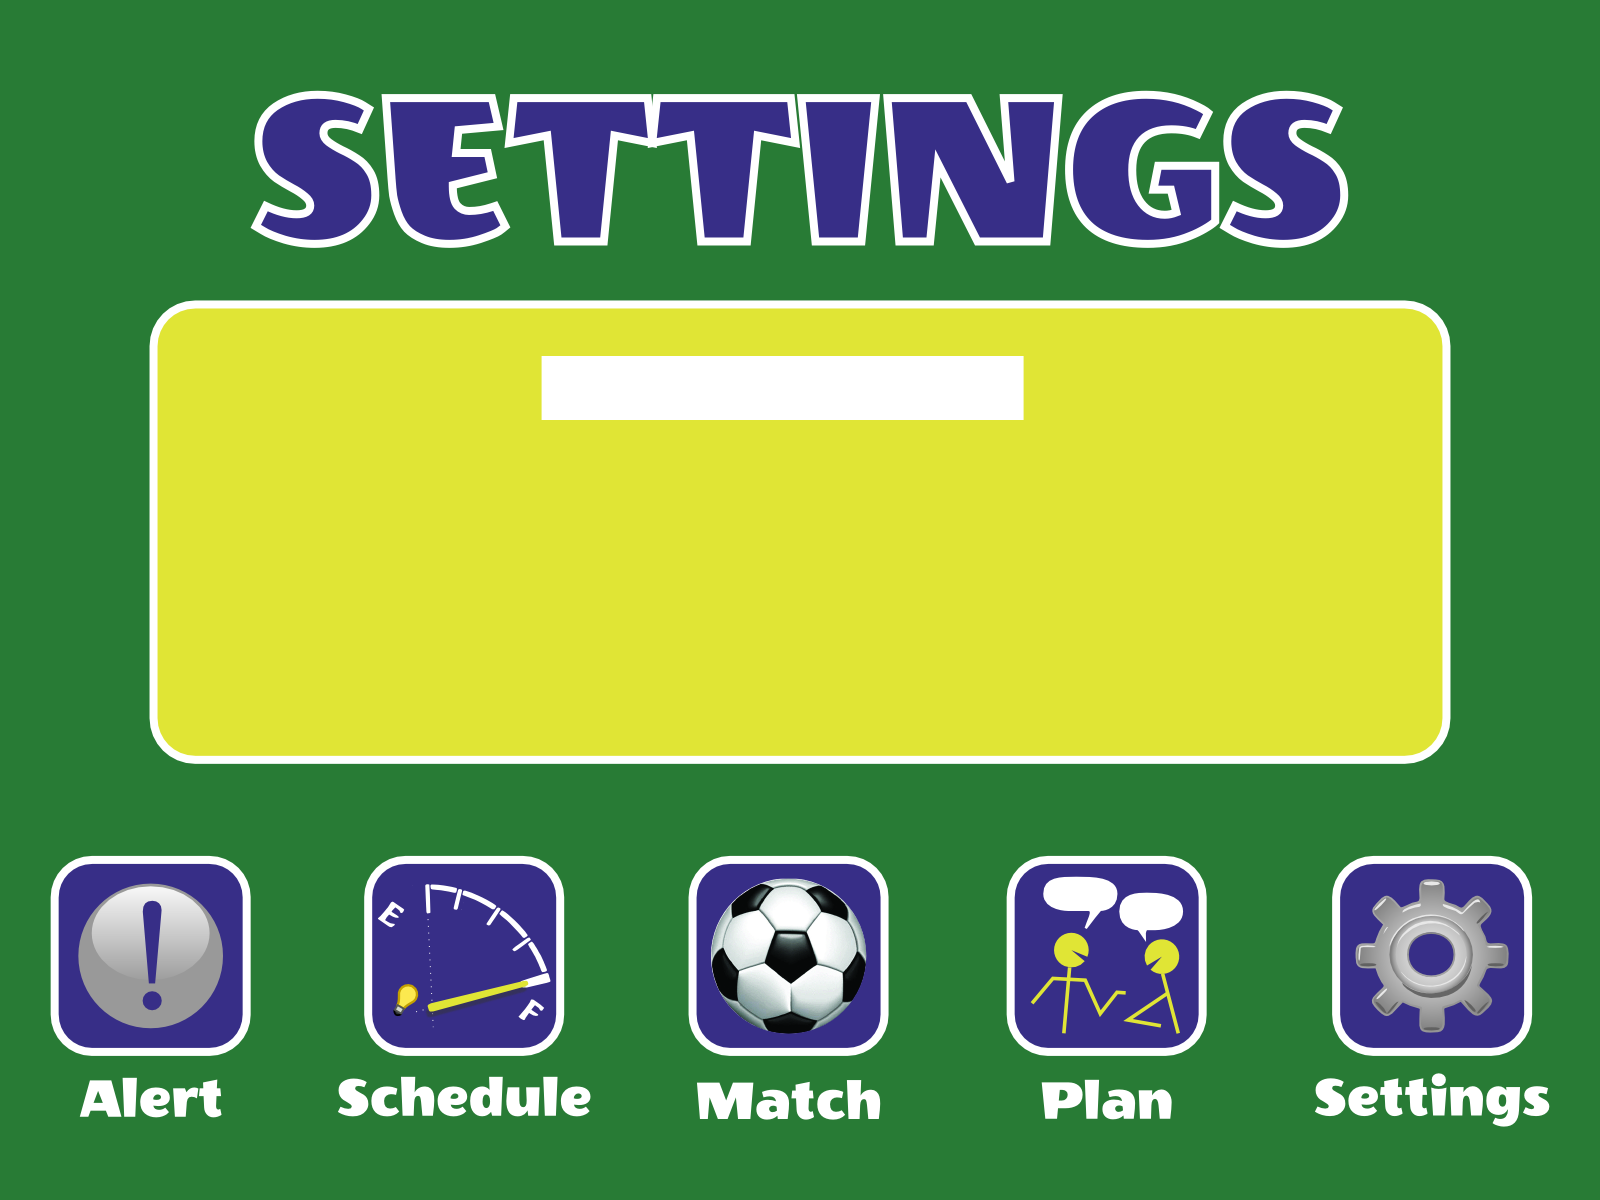 SETTINGS
E
F
Alert
Schedule
Match
Plan
Settings